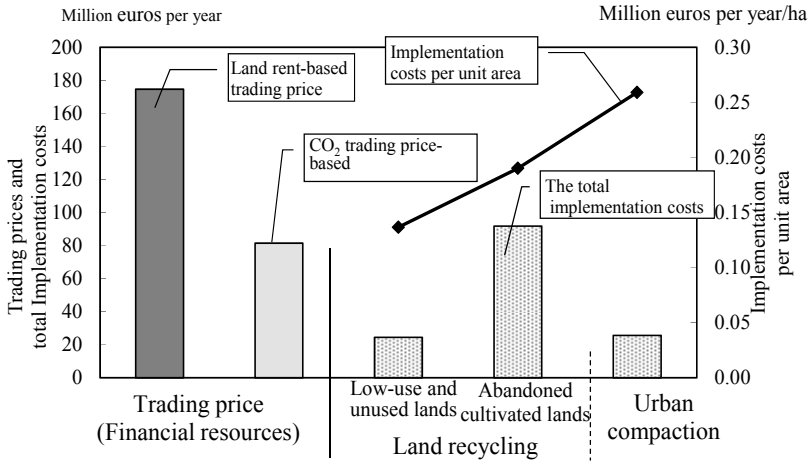 Million euros per year
Million euros per year/ha
200
180
160
140
120
100
80
60
40
20
0
Trading prices and
total Implementation costs
Land rent-based
trading price
CO₂ trading price-
based
Implementation
costs per unit area
The total
implementation costs
0.30
0.25
0.20
0.15
0.10
0.05
0.00
Implementation costs
per unit area
Trading price
(Financial resources)
Low-use and
unused lands
Abandoned
cultivated lands
Land recycling
Urban
compaction